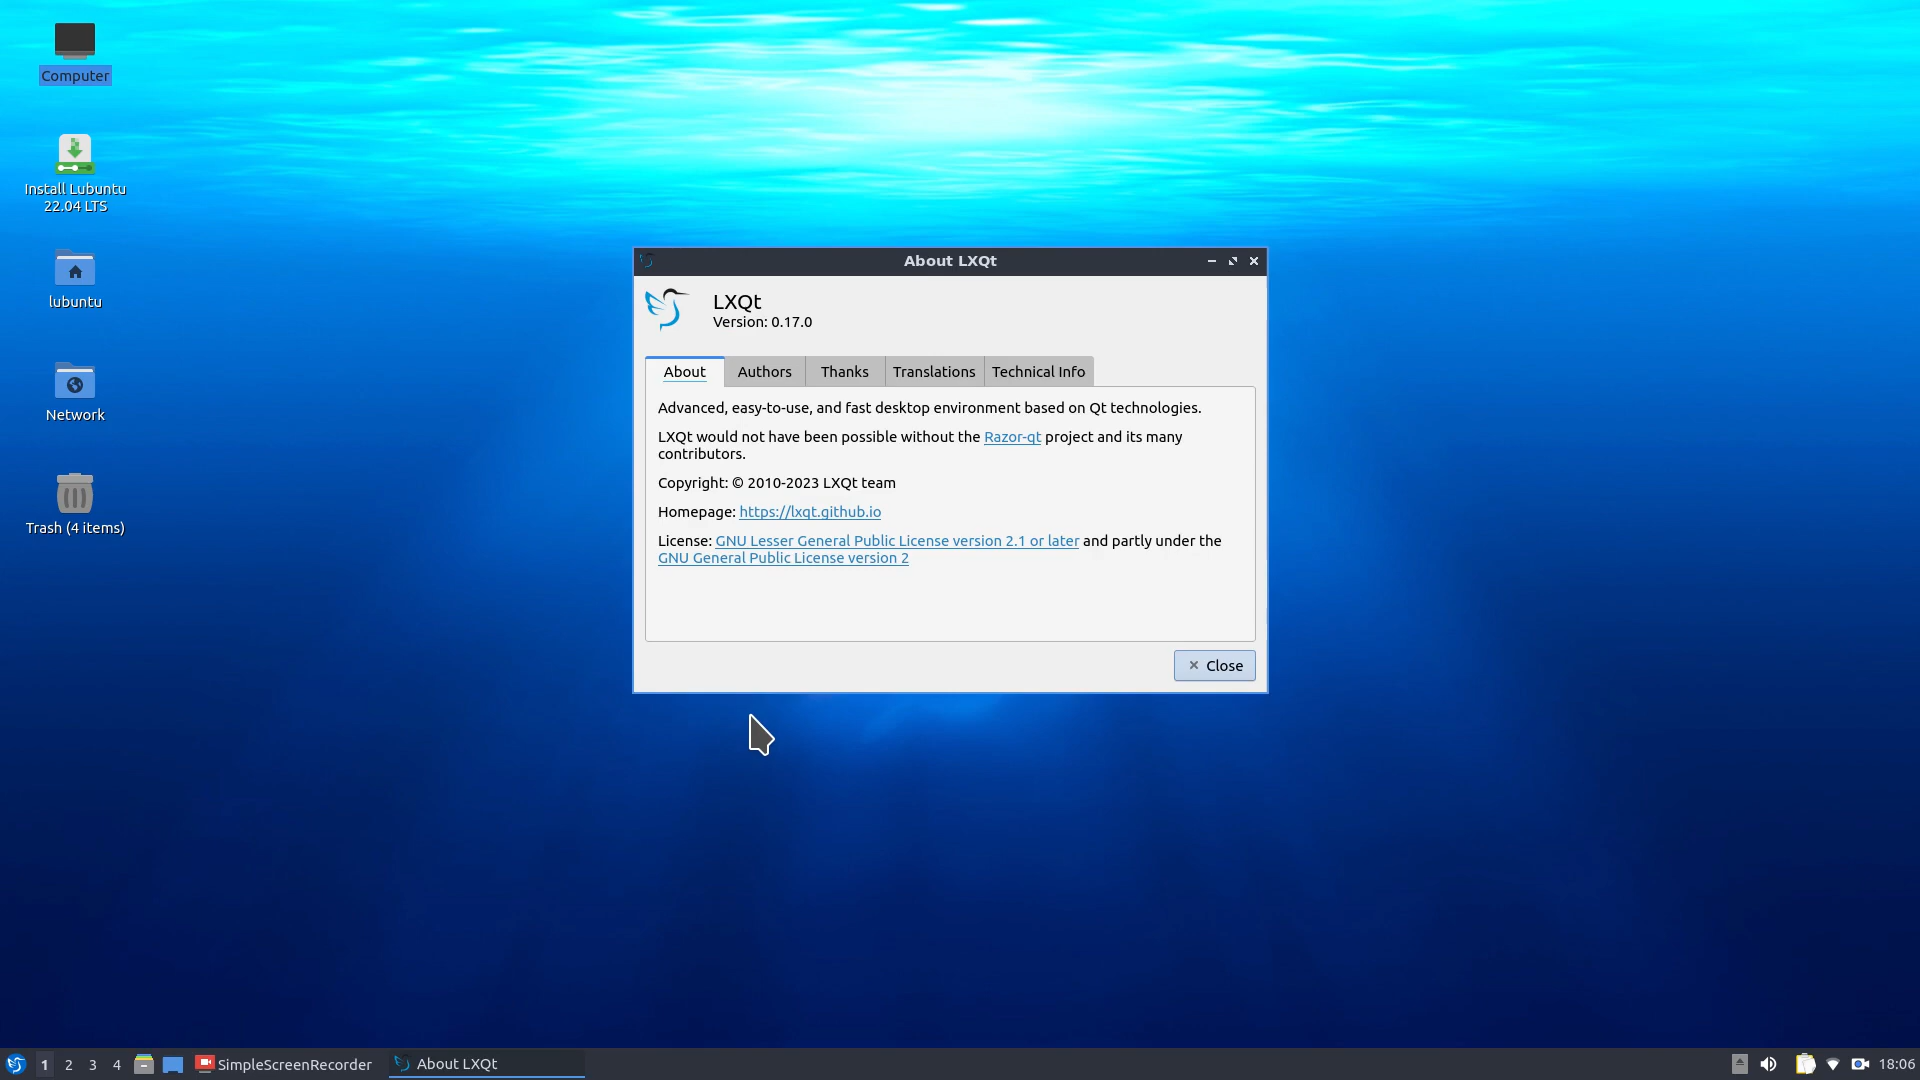 Computer
Install Lubuntu
22.04 LTS
lubuntu
Network
Trash (4 items)
About LXQt
LXQt
Version: 0.17.0
About Authors Thanks Translations Technical Info
Advanced, easy-to-use, and fast desktop environment based on Qt technologies.
LXQt would not have been possible without the Razor-qt project and its many
contributors.
Copyright: © 2010-2023 LXQt team
Homepage: https://lxqt.github.io
License: GNU Lesser General Public License version 2.1 or later and partly under the
GNU General Public License version 2
Close
1 2 3 4 SimpleScreenRecorder About LXQt 18:06